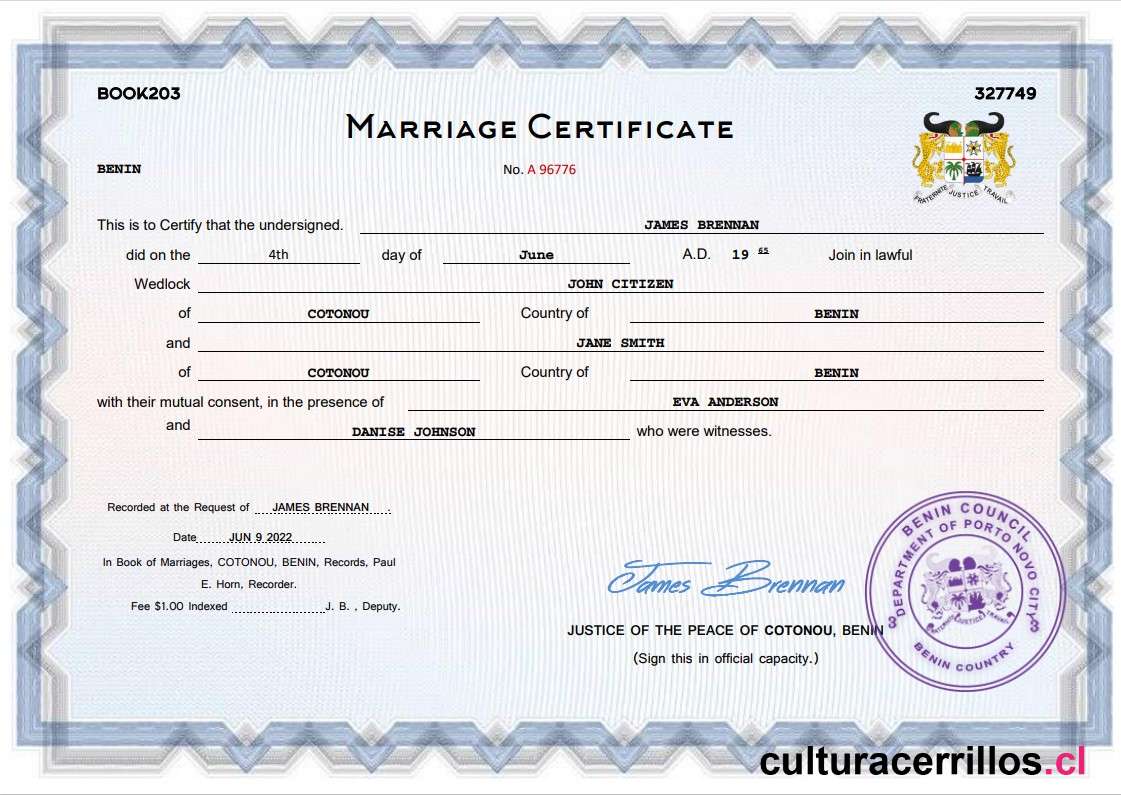 BOOK203
327749
MARRIAGE CERTIFICATE
BENIN
No. A 96776
FRATERNITE JUSTICE TRAVAIL
This is to Certify that the undersigned. JAMES BRENNAN
did on the 4th day of June A.D. 19 65 Join in lawful
Wedlock JOHN CITIZEN
of COTONOU Country of BENIN
and JANE SMITH
of COTONOU Country of BENIN
with their mutual consent, in the presence of EVA ANDERSON
and DANISE JOHNSON who were witnesses.
Recorded at the Request of JAMES BRENNAN .
Date JUN 9 2022
In Book of Marriages, COTONOU, BENIN, Records, Paul
E. Horn, Recorder.
Fee $1.00 Indexed J. B. , Deputy.
James Brennan
JUSTICE OF THE PEACE OF COTONOU, BENIN
(Sign this in official capacity.)
BENIN COUNCIL
DEPARTMENT OF PORTO NOVO CITY
3 3
FRATERNITE JUSTICE TRAVAIL
BENIN COUNTRY
culturacerrillos.cl